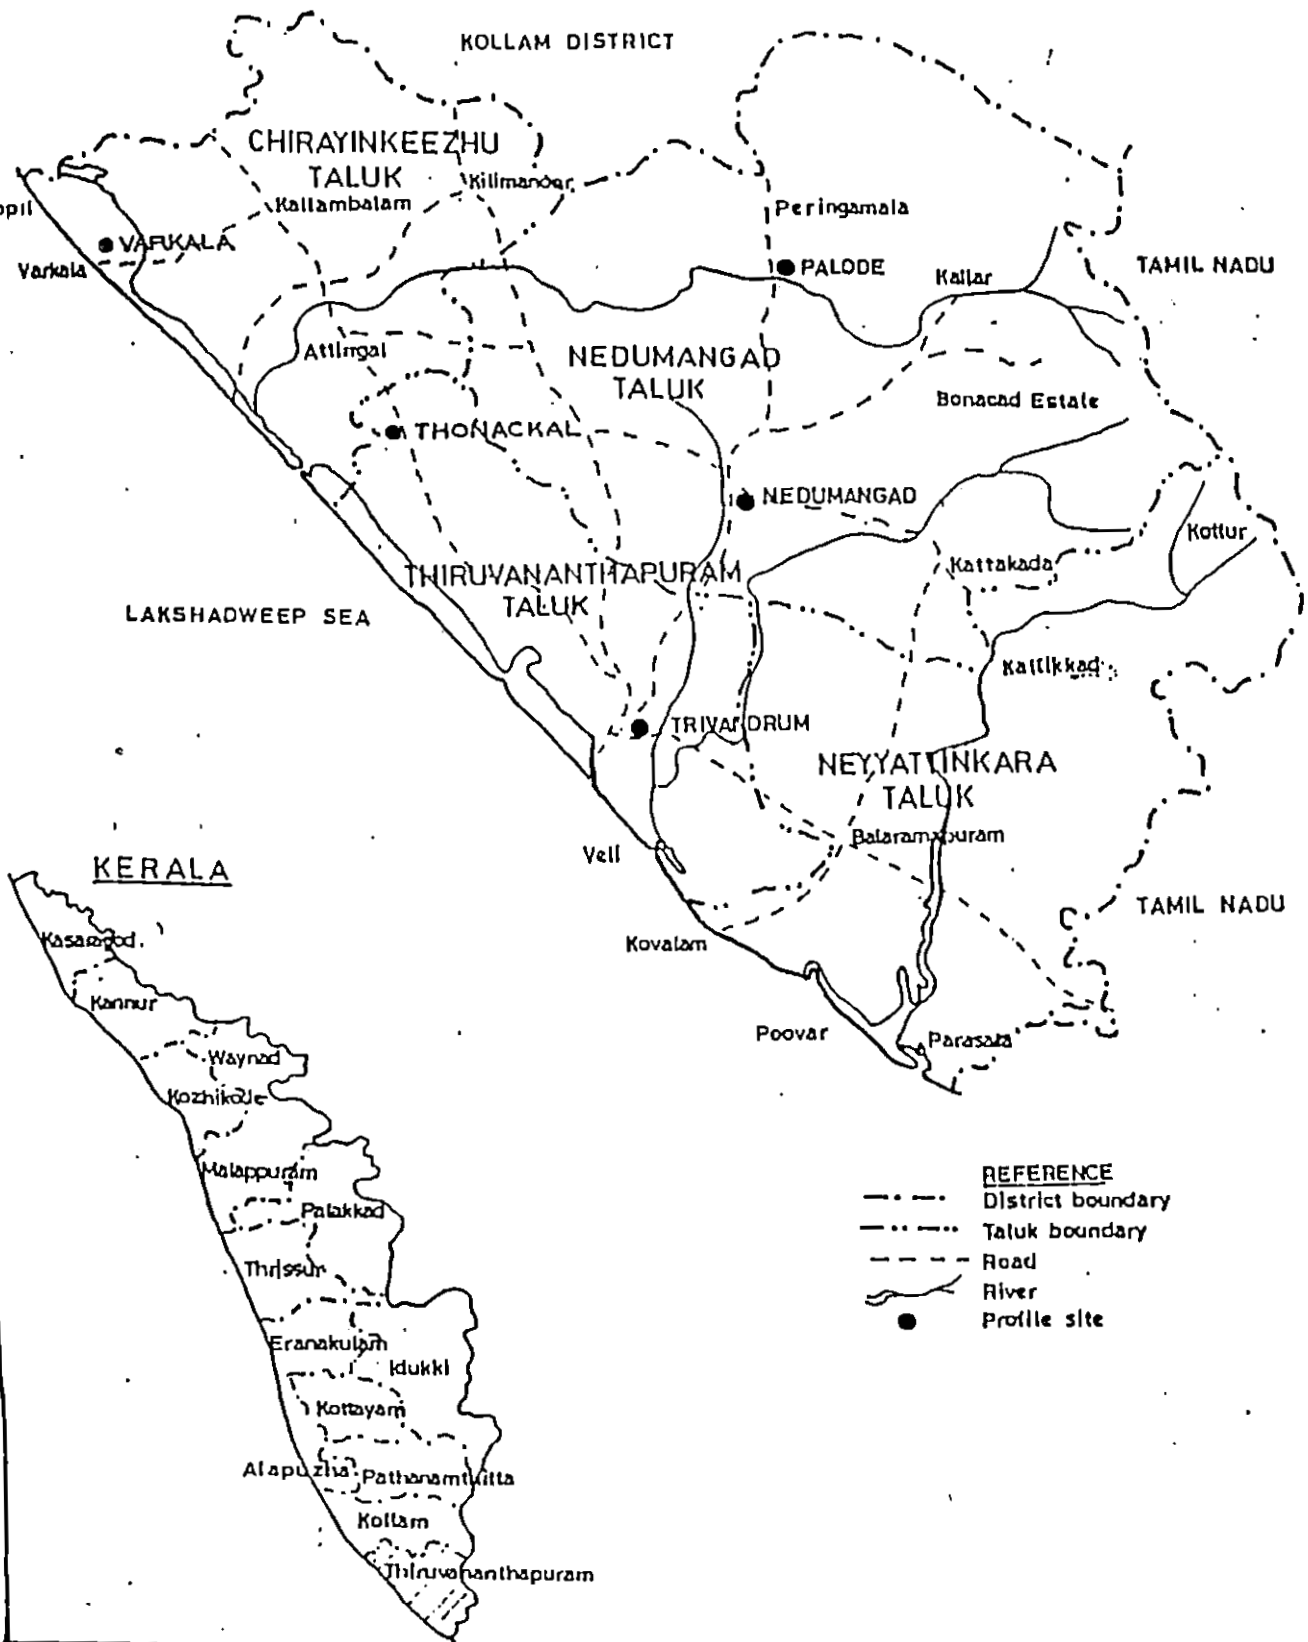 KOLLAM DISTRICT
CHIRAYINKEEZHU
TALUK
Kilimanoor
Kallambalam
Peringamala
VARKALA
Varkala
PALODE
Kallar
TAMIL NADU
Attingal
NEDUMANGAD
TALUK
Bonacad Estate
THONACKAL
NEDUMANGAD
Kottur
Kattakada
THIRUVANANTHAPURAM
TALUK
LAKSHADWEEP SEA
TRIVANDRUM
NEYYATTINKARA
TALUK
Balaramapuram
Veli
KERALA
TAMIL NADU
Kovalam
Poovar
Parasala
Kasaragod
Kannur
Waynad
Kozhikode
Malappuram
Palakkad
Thrissur
Eranakulam
Idukki
Kottayam
Alapuzha
Pathanamthitta
Kollam
Thiruvananthapuram
REFERENCE
District boundary
Taluk boundary
Road
River
Profile site